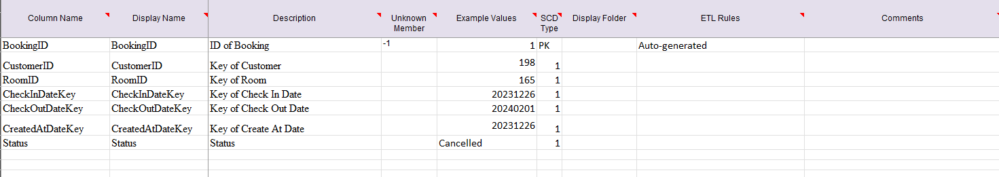 Column Name Display Name Description Unknown Member Example Values SCD Type Display Folder ETL Rules Comments
BookingID BookingID ID of Booking -1 1 PK Auto-generated
CustomerID CustomerID Key of Customer 198 1
RoomID RoomID Key of Room 165 1
CheckInDateKey CheckInDateKey Key of Check In Date 20231226 1
CheckOutDateKey CheckOutDateKey Key of Check Out Date 20240201 1
CreatedAtDateKey CreatedAtDateKey Key of Create At Date 20231226 1
Status Status Status Cancelled 1